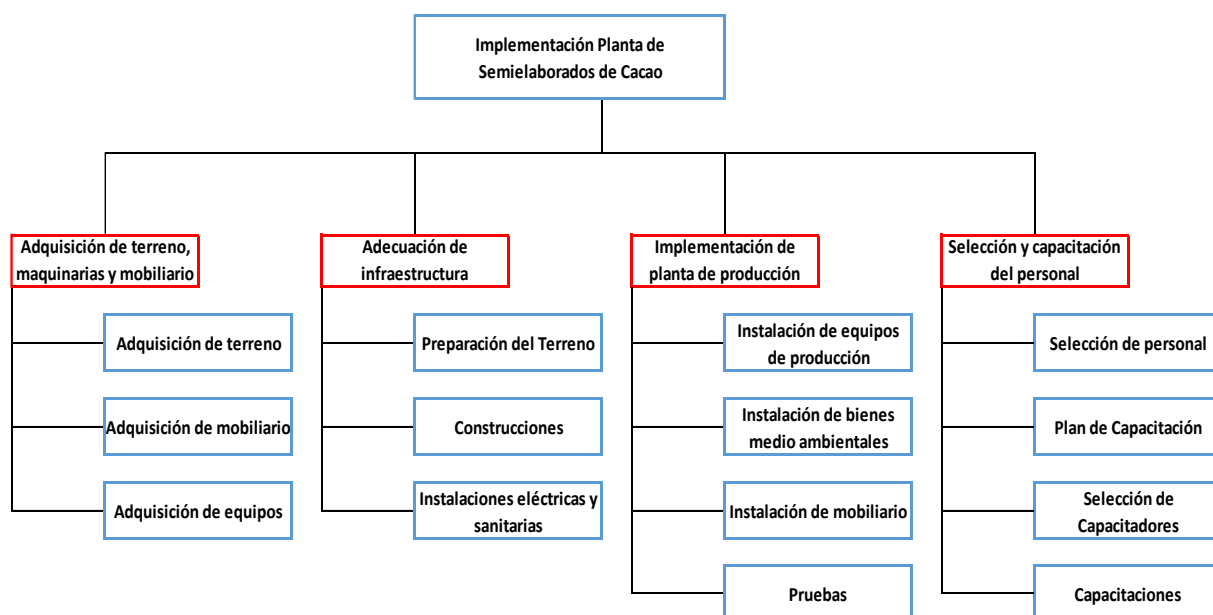 Implementación Planta de
Semielaborados de Cacao
Adquisición de terreno,
maquinarias y mobiliario
Adquisición de terreno
Adquisición de mobiliario
Adquisición de equipos
Adecuación de
infraestructura
Preparación del Terreno
Construcciones
Instalaciones eléctricas y
sanitarias
Implementación de
planta de producción
Instalación de equipos
de producción
Instalación de bienes
medio ambientales
Instalación de mobiliario
Pruebas
Selección y capacitación
del personal
Selección de personal
Plan de Capacitación
Selección de
Capacitadores
Capacitaciones